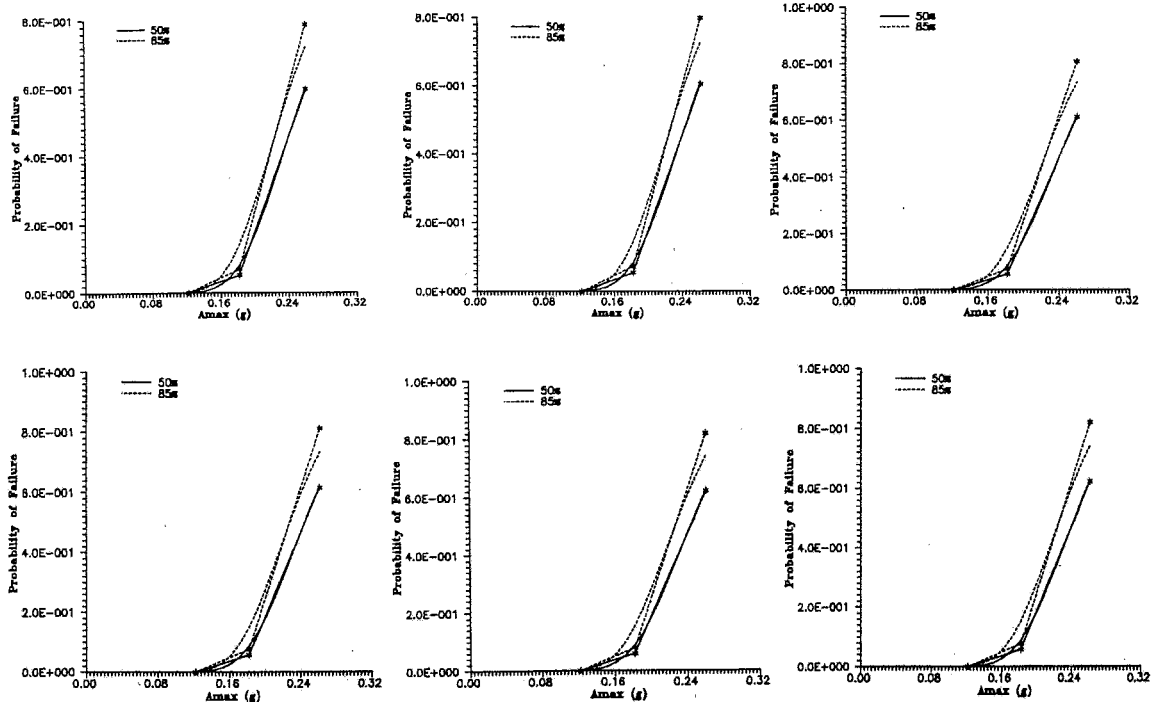 8.0E-001
50%
85%
6.0E-001
4.0E-001
2.0E-001
0.0E+000
0.00
0.08
0.16
0.24
0.32
Probability of Failure
Amax (g)
8.0E-001
50%
85%
6.0E-001
4.0E-001
2.0E-001
0.0E+000
0.00
0.08
0.16
0.24
0.32
Probability of Failure
Amax (g)
1.0E+000
50%
85%
8.0E-001
6.0E-001
4.0E-001
2.0E-001
0.0E+000
0.00
0.08
0.16
0.24
0.32
Probability of Failure
Amax (g)
1.0E+000
50%
85%
8.0E-001
6.0E-001
4.0E-001
2.0E-001
0.0E+000
0.00
0.08
0.16
0.24
0.32
Probability of Failure
Amax (g)
1.0E+000
50%
85%
8.0E-001
6.0E-001
4.0E-001
2.0E-001
0.0E+000
0.00
0.08
0.16
0.24
0.32
Probability of Failure
Amax (g)
1.0E+000
50%
85%
8.0E-001
6.0E-001
4.0E-001
2.0E-001
0.0E+000
0.00
0.08
0.16
0.24
0.32
Probability of Failure
Amax (g)